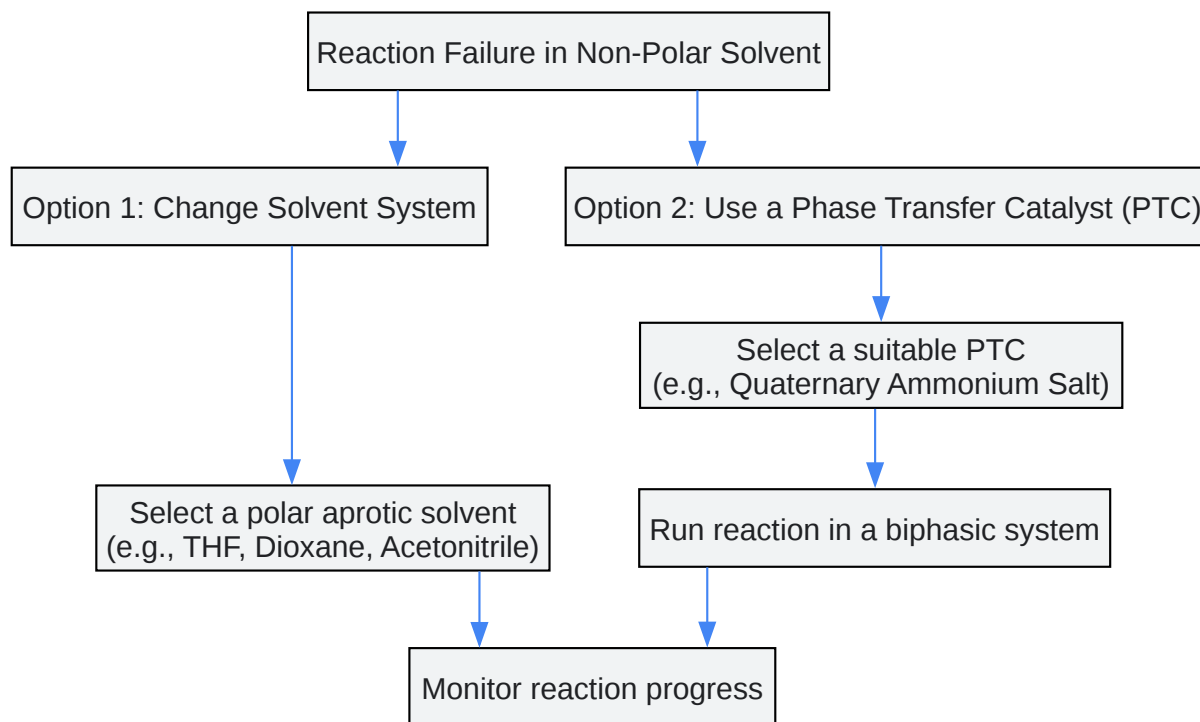 Reaction Failure in Non-Polar Solvent
Option 1: Change Solvent System
Option 2: Use a Phase Transfer Catalyst (PTC)
Select a suitable PTC
(e.g., Quaternary Ammonium Salt)
Select a polar aprotic solvent
(e.g., THF, Dioxane, Acetonitrile)
Run reaction in a biphasic system
Monitor reaction progress